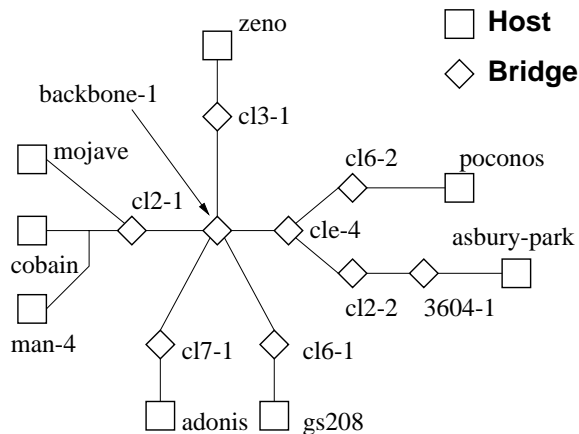 zeno
Host
Bridge
backbone-1
cl3-1
mojave
cl6-2
poconos
cl2-1
cle-4
asbury-park
cobain
cl2-2
3604-1
man-4
cl7-1
cl6-1
adonis
gs208